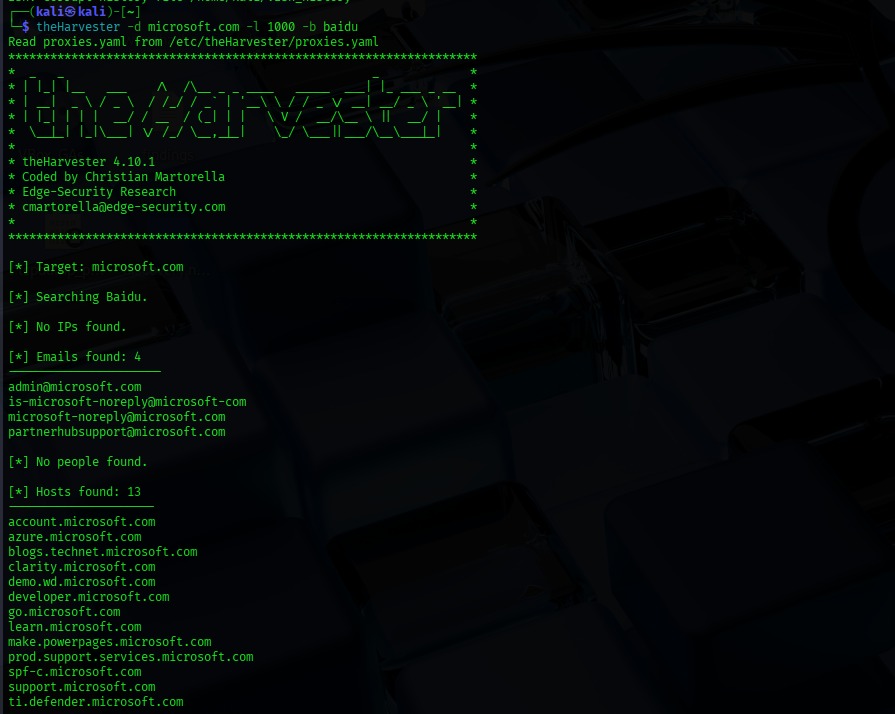 ┌──(kali㉿kali)-[~]
└─$ theHarvester -d microsoft.com -l 1000 -b baidu
Read proxies.yaml from /etc/theHarvester/proxies.yaml
*******************************************************************
* theHarvester
* theHarvester 4.10.1 *
* Coded by Christian Martorella *
* Edge-Security Research *
* cmartorella@edge-security.com *
* *
*******************************************************************
[*] Target: microsoft.com
[*] Searching Baidu.
[*] No IPs found.
[*] Emails found: 4
----------------------
admin@microsoft.com
is-microsoft-noreply@microsoft-com
microsoft-noreply@microsoft.com
partnerhubsupport@microsoft.com
[*] No people found.
[*] Hosts found: 13
---------------------
account.microsoft.com
azure.microsoft.com
blogs.technet.microsoft.com
clarity.microsoft.com
demo.wd.microsoft.com
developer.microsoft.com
go.microsoft.com
learn.microsoft.com
make.powerpages.microsoft.com
prod.support.services.microsoft.com
spf-c.microsoft.com
support.microsoft.com
ti.defender.microsoft.com